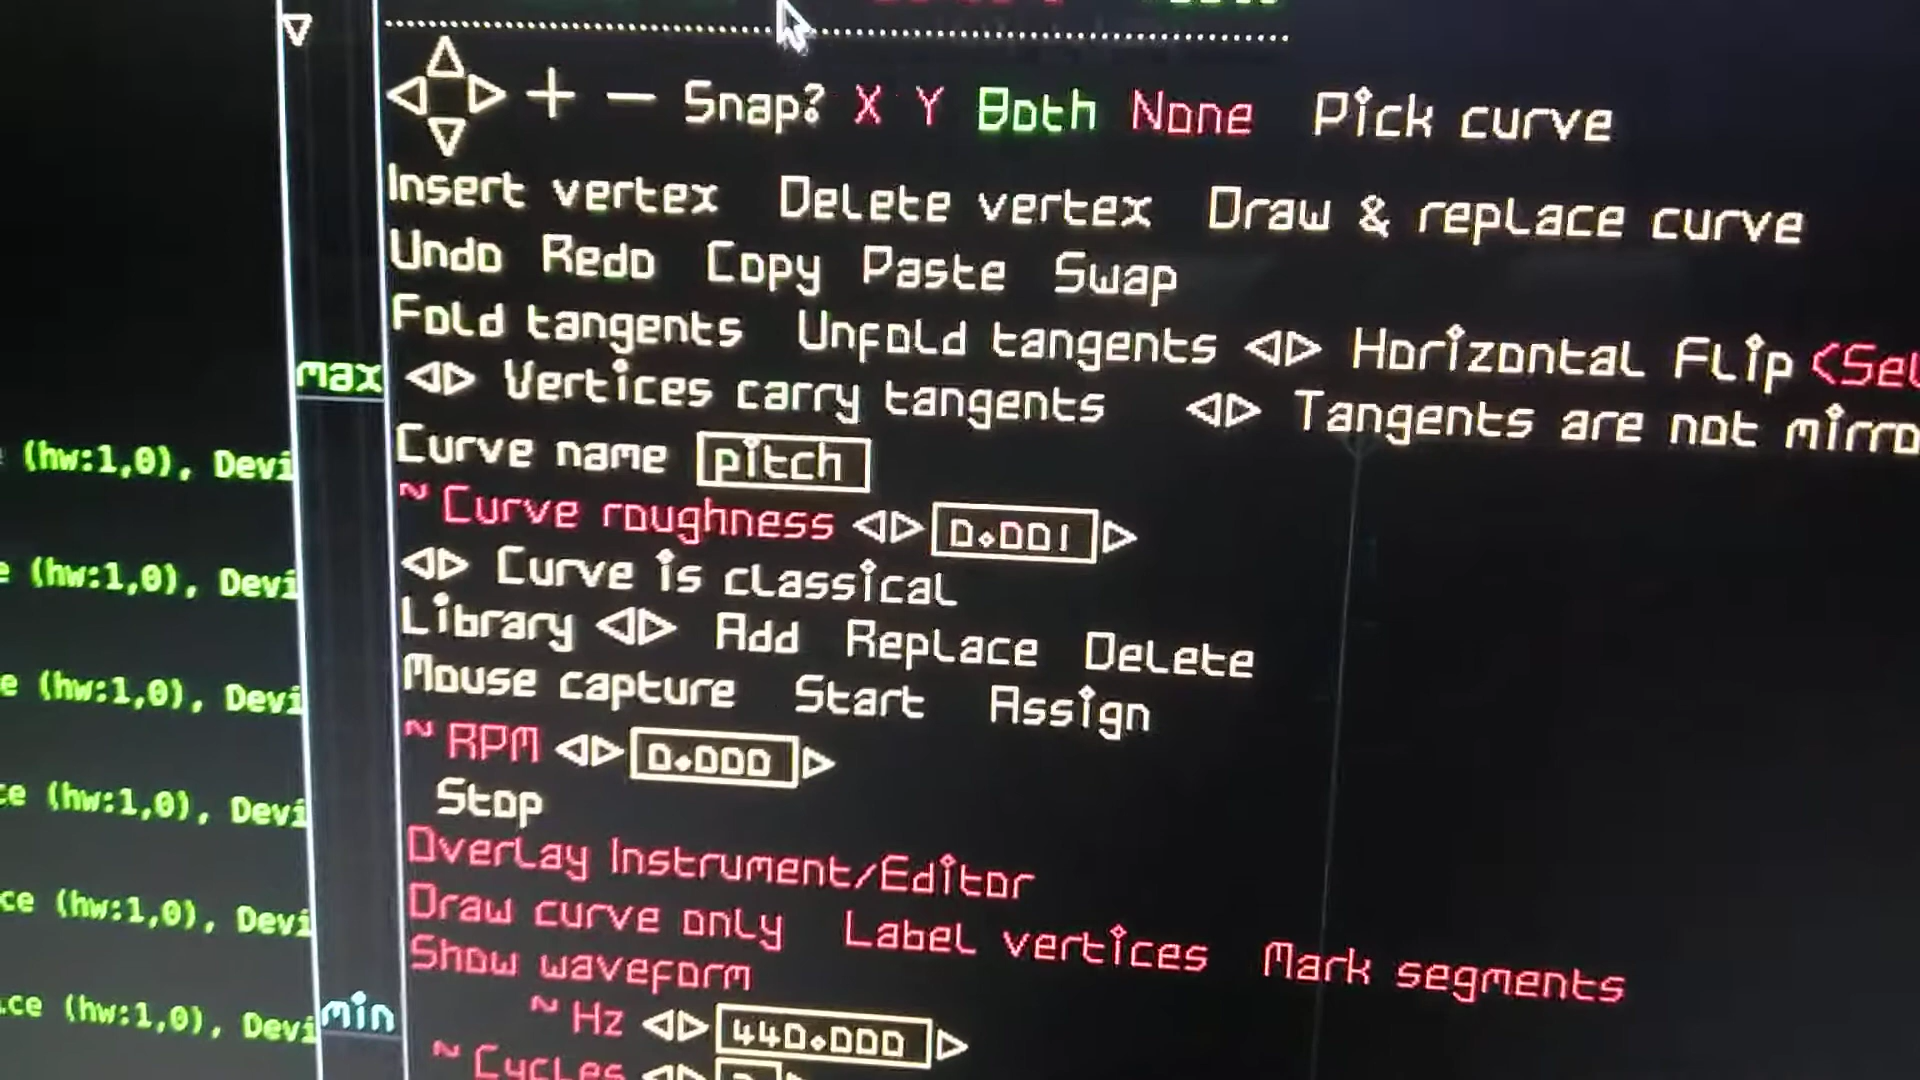 + − Snap? X Y Both None Pick curve
Insert vertex Delete vertex Draw & replace curve
Undo Redo Copy Paste Swap
Fold tangents Unfold tangents Horizontal Flip
max Vertices carry tangents Tangents are not
Curve name pitch
~ Curve roughness 0.001
Curve is classical
Library Add Replace Delete
Mouse capture Start Assign
~ RPM 0.000
Stop
Overlay Instrument/Editor
Draw curve only Label vertices Mark segments
Show waveform
min ~ Hz 440.000
~ Cycles
(hw:1,0), Devi
e (hw:1,0), Devi
e (hw:1,0), Devi
ce (hw:1,0), Devi
ce (hw:1,0), Devi
ce (hw:1,0), Devi